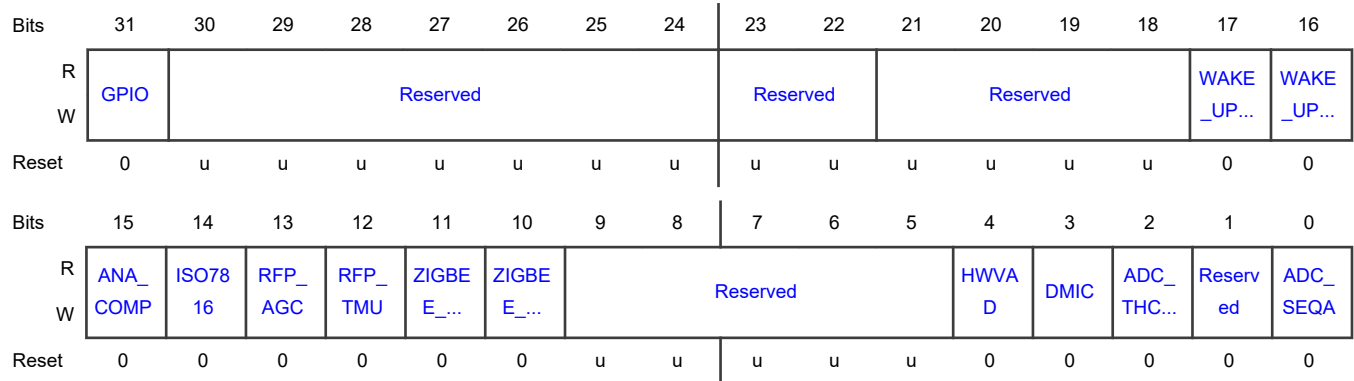 Bits 31 30 29 28 27 26 25 24 23 22 21 20 19 18 17 16
R
GPIO Reserved Reserved Reserved WAKE _UP... WAKE _UP...
W
Reset 0 u u u u u u u u u u u u u 0 0
Bits 15 14 13 12 11 10 9 8 7 6 5 4 3 2 1 0
R
ANA_ ISO78 RFP_ RFP_ ZIGBE ZIGBE Reserved HWVA DMIC ADC_ Reserv ADC_
COMP 16 AGC TMU E_... E_... D THC... ed SEQA
W
Reset 0 0 0 0 0 0 u u u u u 0 0 0 0 0